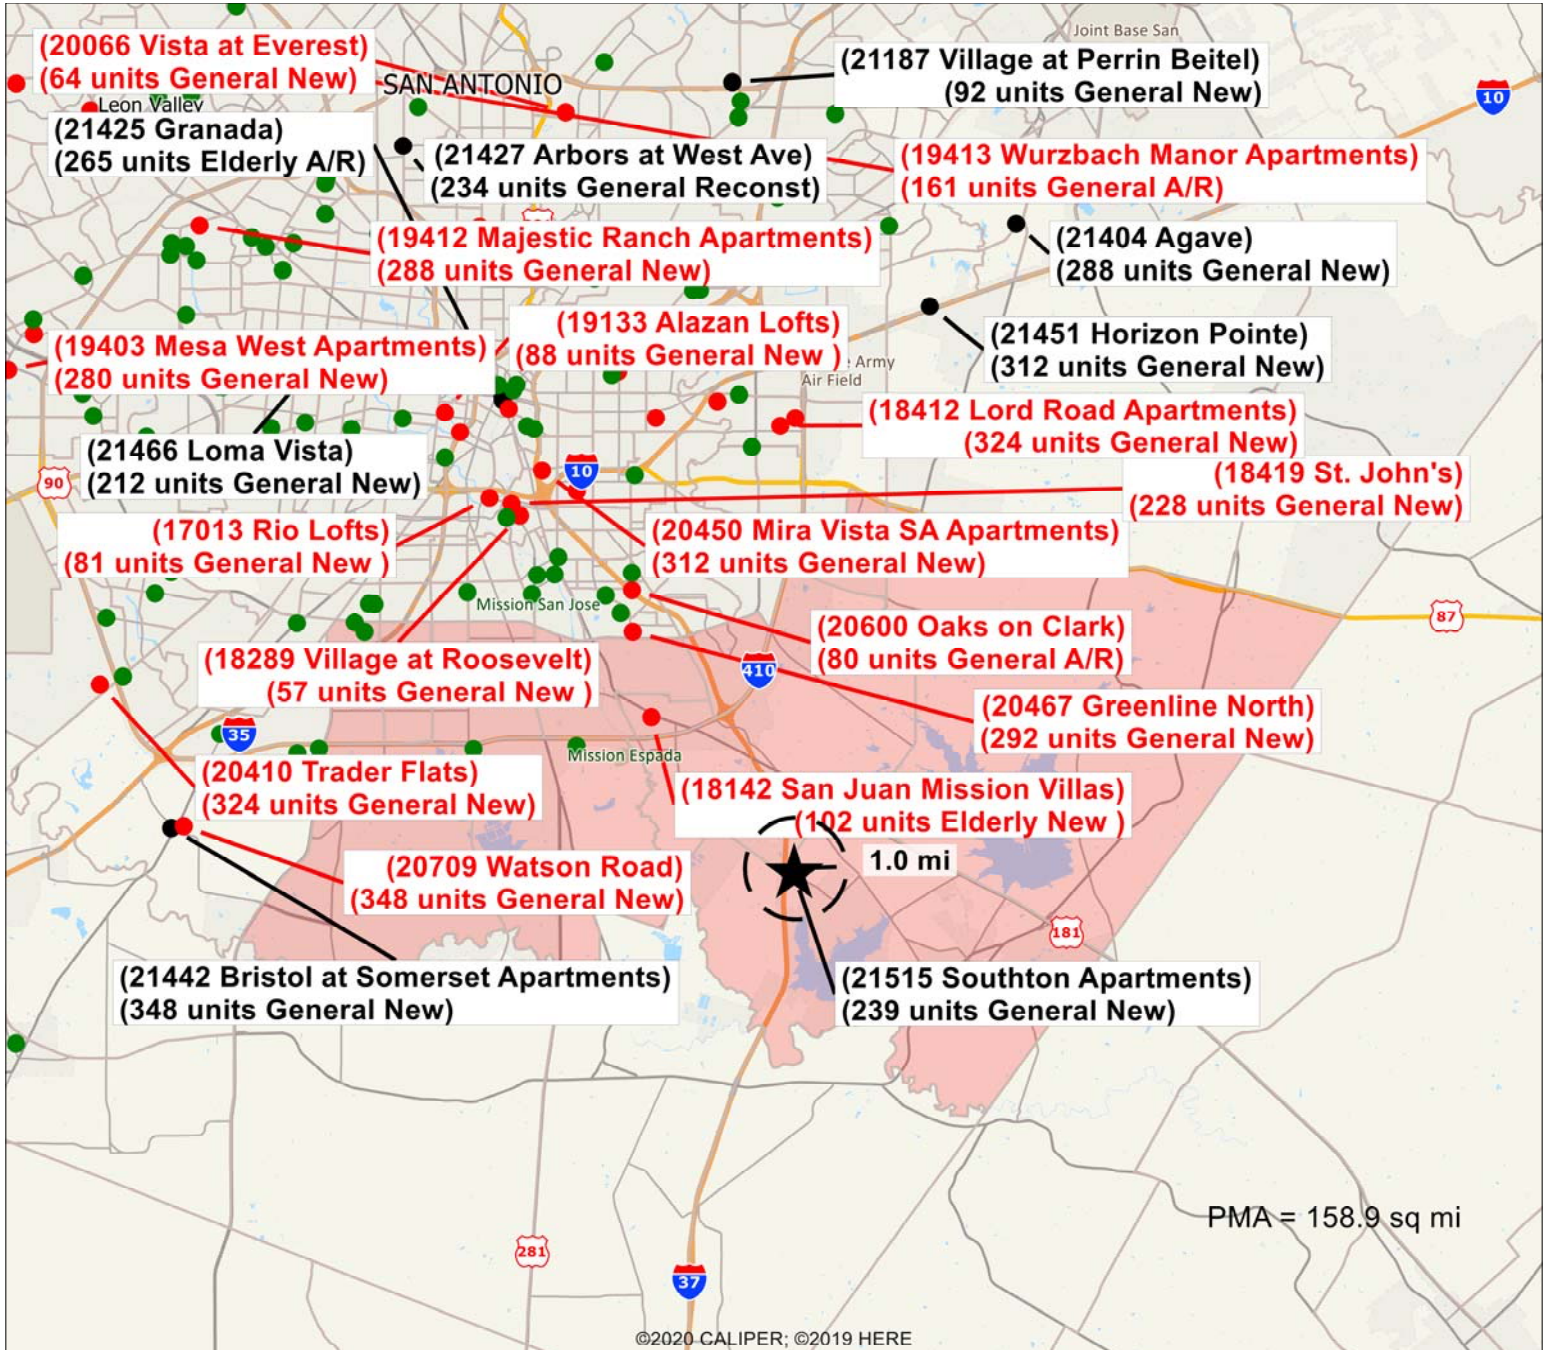 Joint Base San
(20066 Vista at Everest)
(64 units General New)
SAN ANTONIO
(21187 Village at Perrin Beitel)
(92 units General New)
10
Leon Valley
(21425 Granada)
(265 units Elderly A/R)
(21427 Arbors at West Ave)
(234 units General Reconst)
(19413 Wurzbach Manor Apartments)
(161 units General A/R)
(19412 Majestic Ranch Apartments)
(288 units General New)
(21404 Agave)
(288 units General New)
(19133 Alazan Lofts)
(88 units General New )
(21451 Horizon Pointe)
(312 units General New)
(19403 Mesa West Apartments)
(280 units General New)
Army
Air Field
(18412 Lord Road Apartments)
(324 units General New)
(21466 Loma Vista)
(212 units General New)
10
90
(18419 St. John's)
(228 units General New)
(17013 Rio Lofts)
(81 units General New )
(20450 Mira Vista SA Apartments)
(312 units General New)
Mission San Jose
87
(20600 Oaks on Clark)
(80 units General A/R)
(18289 Village at Roosevelt)
(57 units General New )
410
(20467 Greenline North)
(292 units General New)
35
Mission Espada
(20410 Trader Flats)
(324 units General New)
(18142 San Juan Mission Villas)
(102 units Elderly New )
1.0 mi
(20709 Watson Road)
(348 units General New)
181
(21442 Bristol at Somerset Apartments)
(348 units General New)
(21515 Southton Apartments)
(239 units General New)
PMA = 158.9 sq mi
281
37
©2020 CALIPER; ©2019 HERE